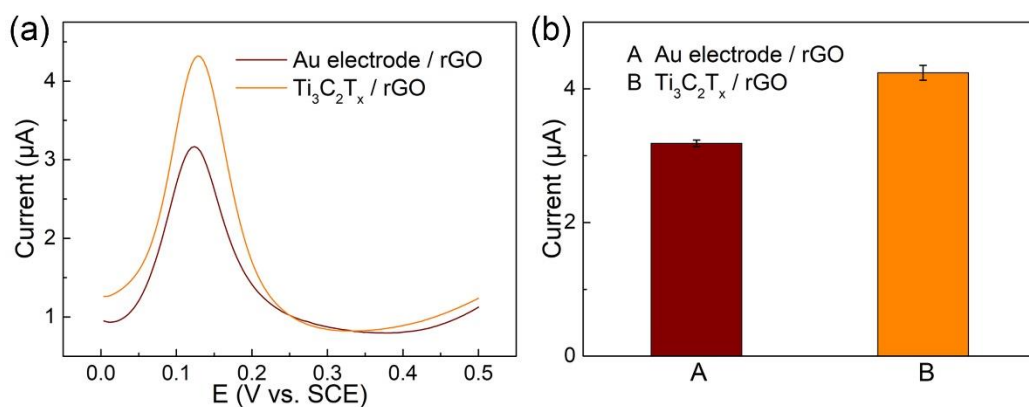 (a)
Au electrode / rGO
Ti₃C₂Tₓ / rGO
4
3
2
1
Current (μA)
0.0 0.1 0.2 0.3 0.4 0.5
E (V vs. SCE)
(b)
A Au electrode / rGO
B Ti₃C₂Tₓ / rGO
4
2
0
Current (μA)
A B